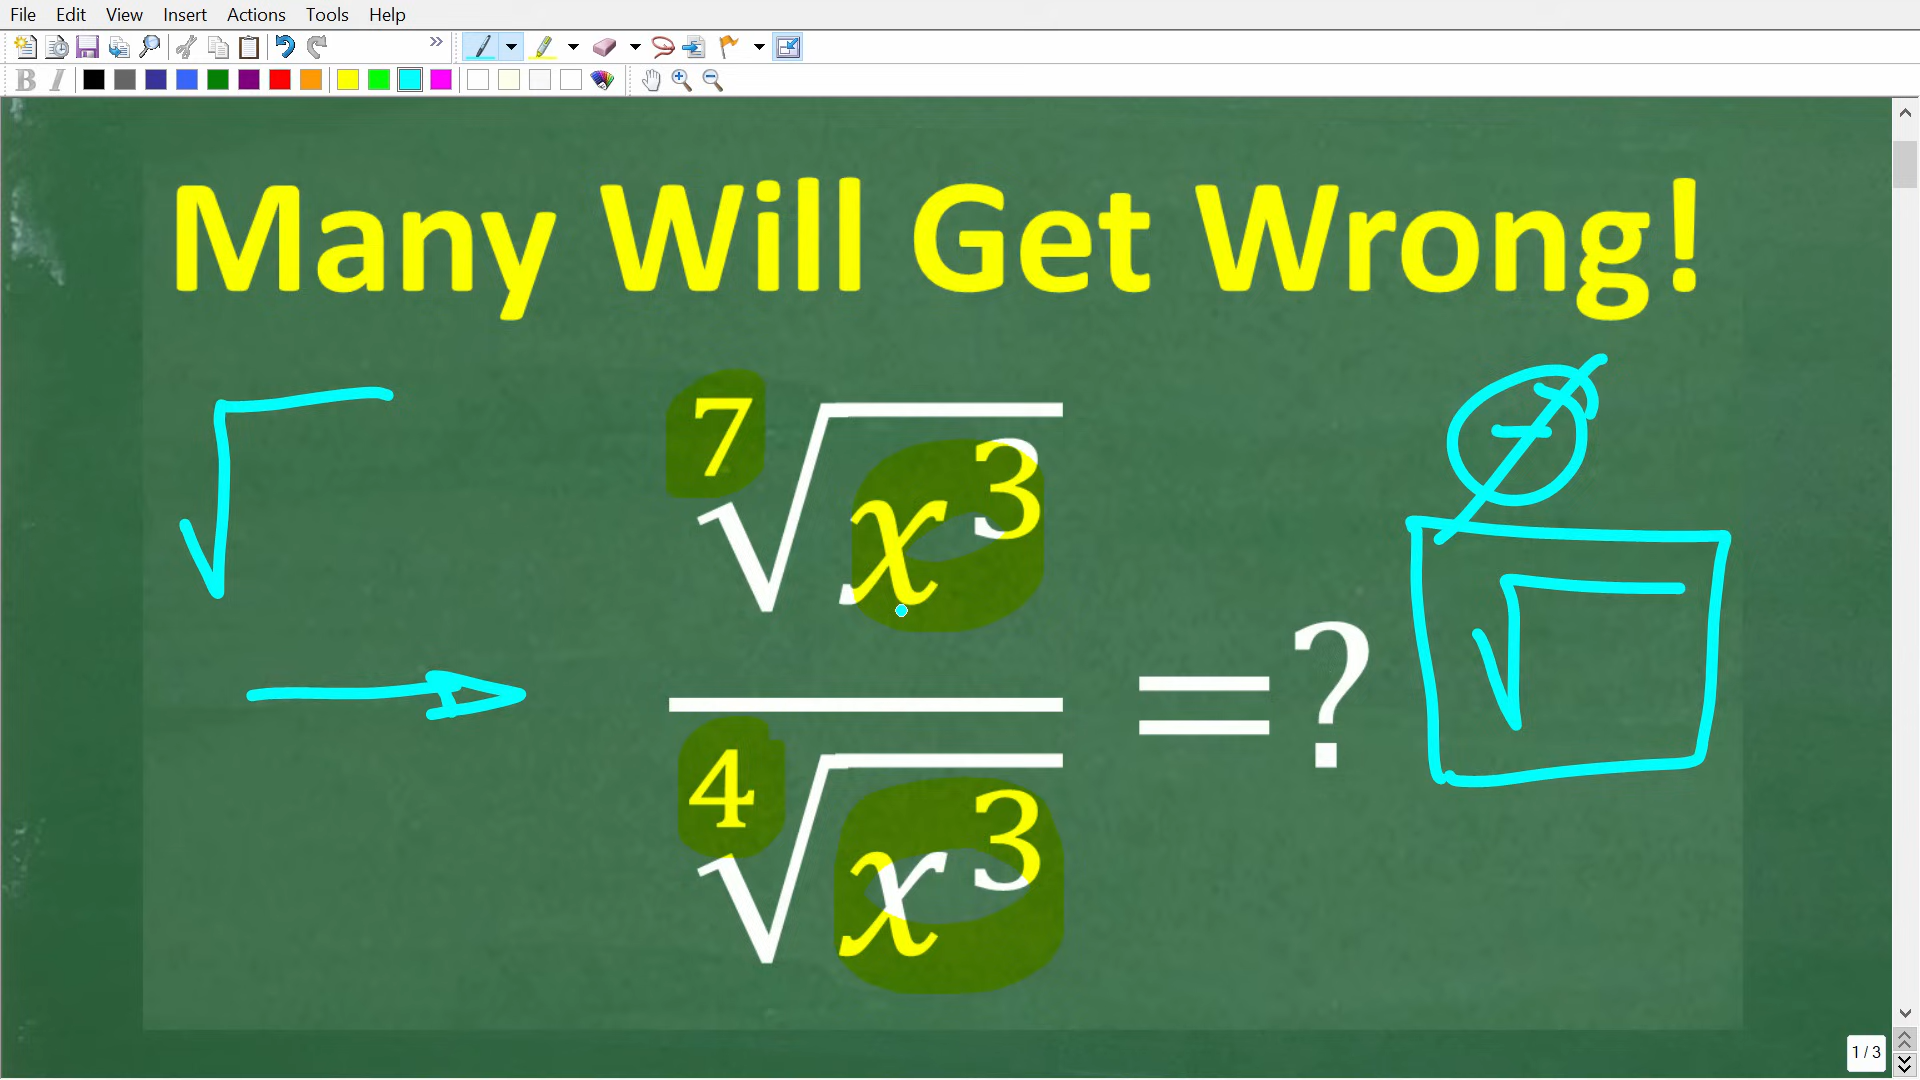 File Edit View Insert Actions Tools Help
B I
Many Will Get Wrong!
7√x³
4√x³
=?
√
-
√
1 / 3